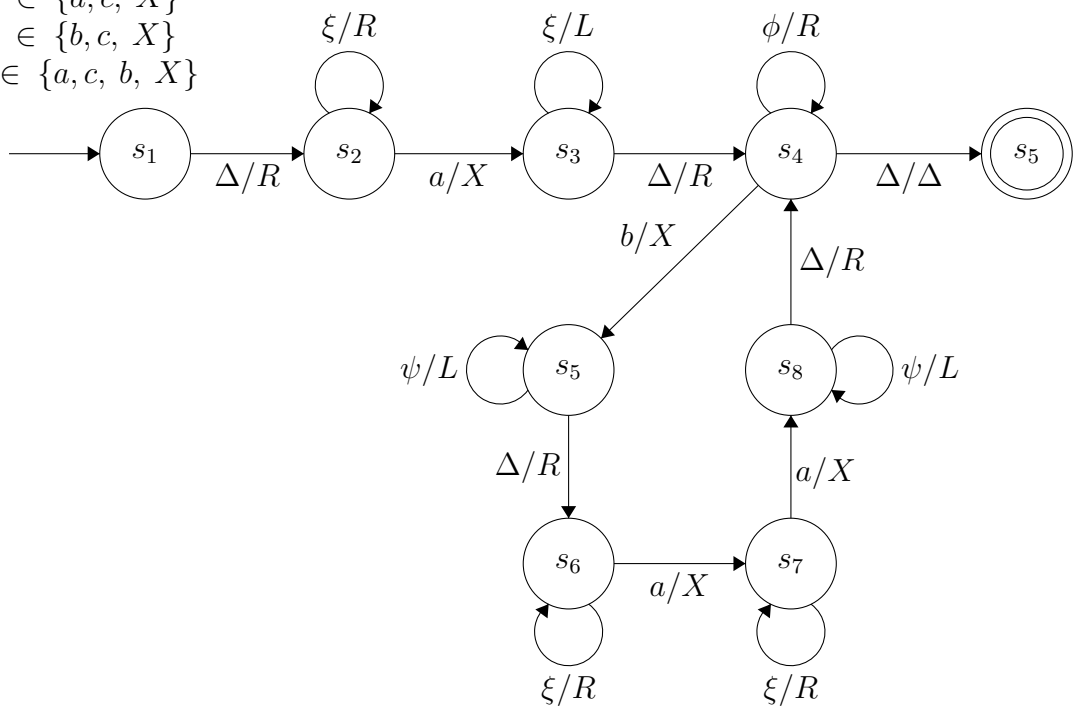 ∈ {a, c, X}
∈ {b, c, X}
∈ {a, c, b, X}
ξ/R
ξ/L
ϕ/R
s₁
Δ/R
s₂
a/X
s₃
Δ/R
s₄
Δ/Δ
s₅
b/X
Δ/R
ψ/L
s₅
s₈
ψ/L
Δ/R
a/X
s₆
a/X
s₇
ξ/R
ξ/R